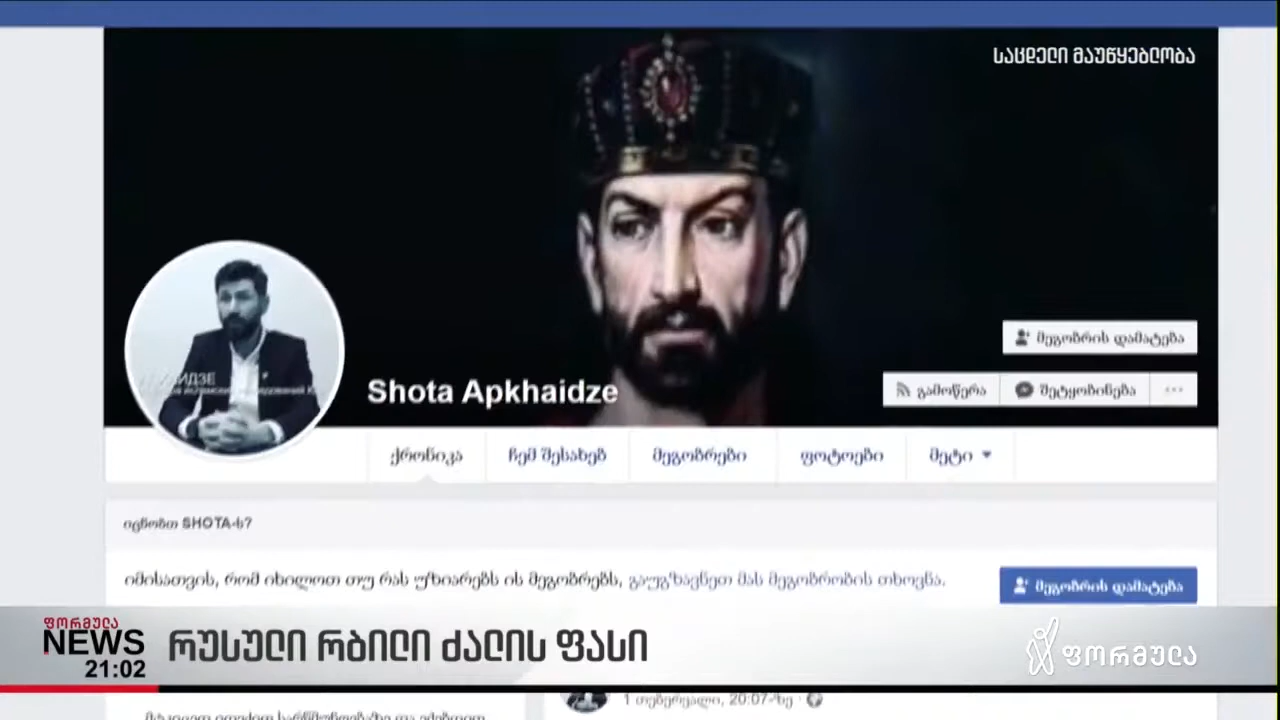 საცდელი მაუწყებლობა
მეგობრის დამატება
გამოწერა
შეტყობინება
Shota Apkhaidze
ქრონიკა
ჩემ შესახებ
მეგობრები
ფოტოები
მეტი
იცნობთ SHOTA-ს?
იმისათვის, რომ იხილოთ თუ რას უზიარებს ის მეგობრებს, გაუგზავნეთ მას მეგობრობის თხოვნა.
მეგობრის დამატება
ფორმულა
NEWS
21:02
რუსული რბილი ძალის ფასი
ფორმულა
1 თებერვალი, 20:07-ზე